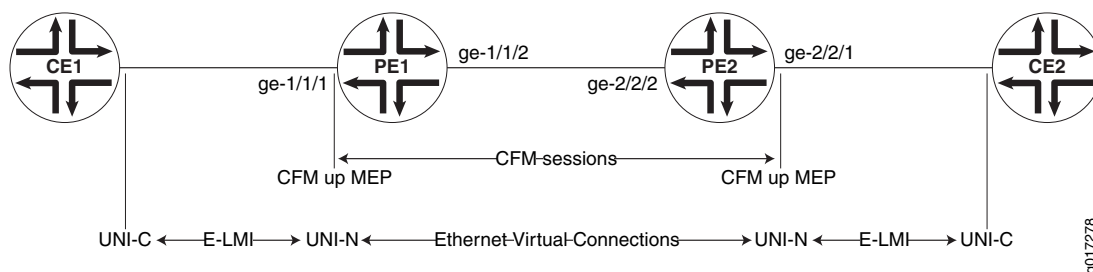 CE1
PE1
PE2
CE2
ge-1/1/2
ge-2/2/1
ge-1/1/1
ge-2/2/2
CFM sessions
CFM up MEP
CFM up MEP
UNI-C E-LMI UNI-N Ethernet Virtual Connections UNI-N E-LMI UNI-C
g017278